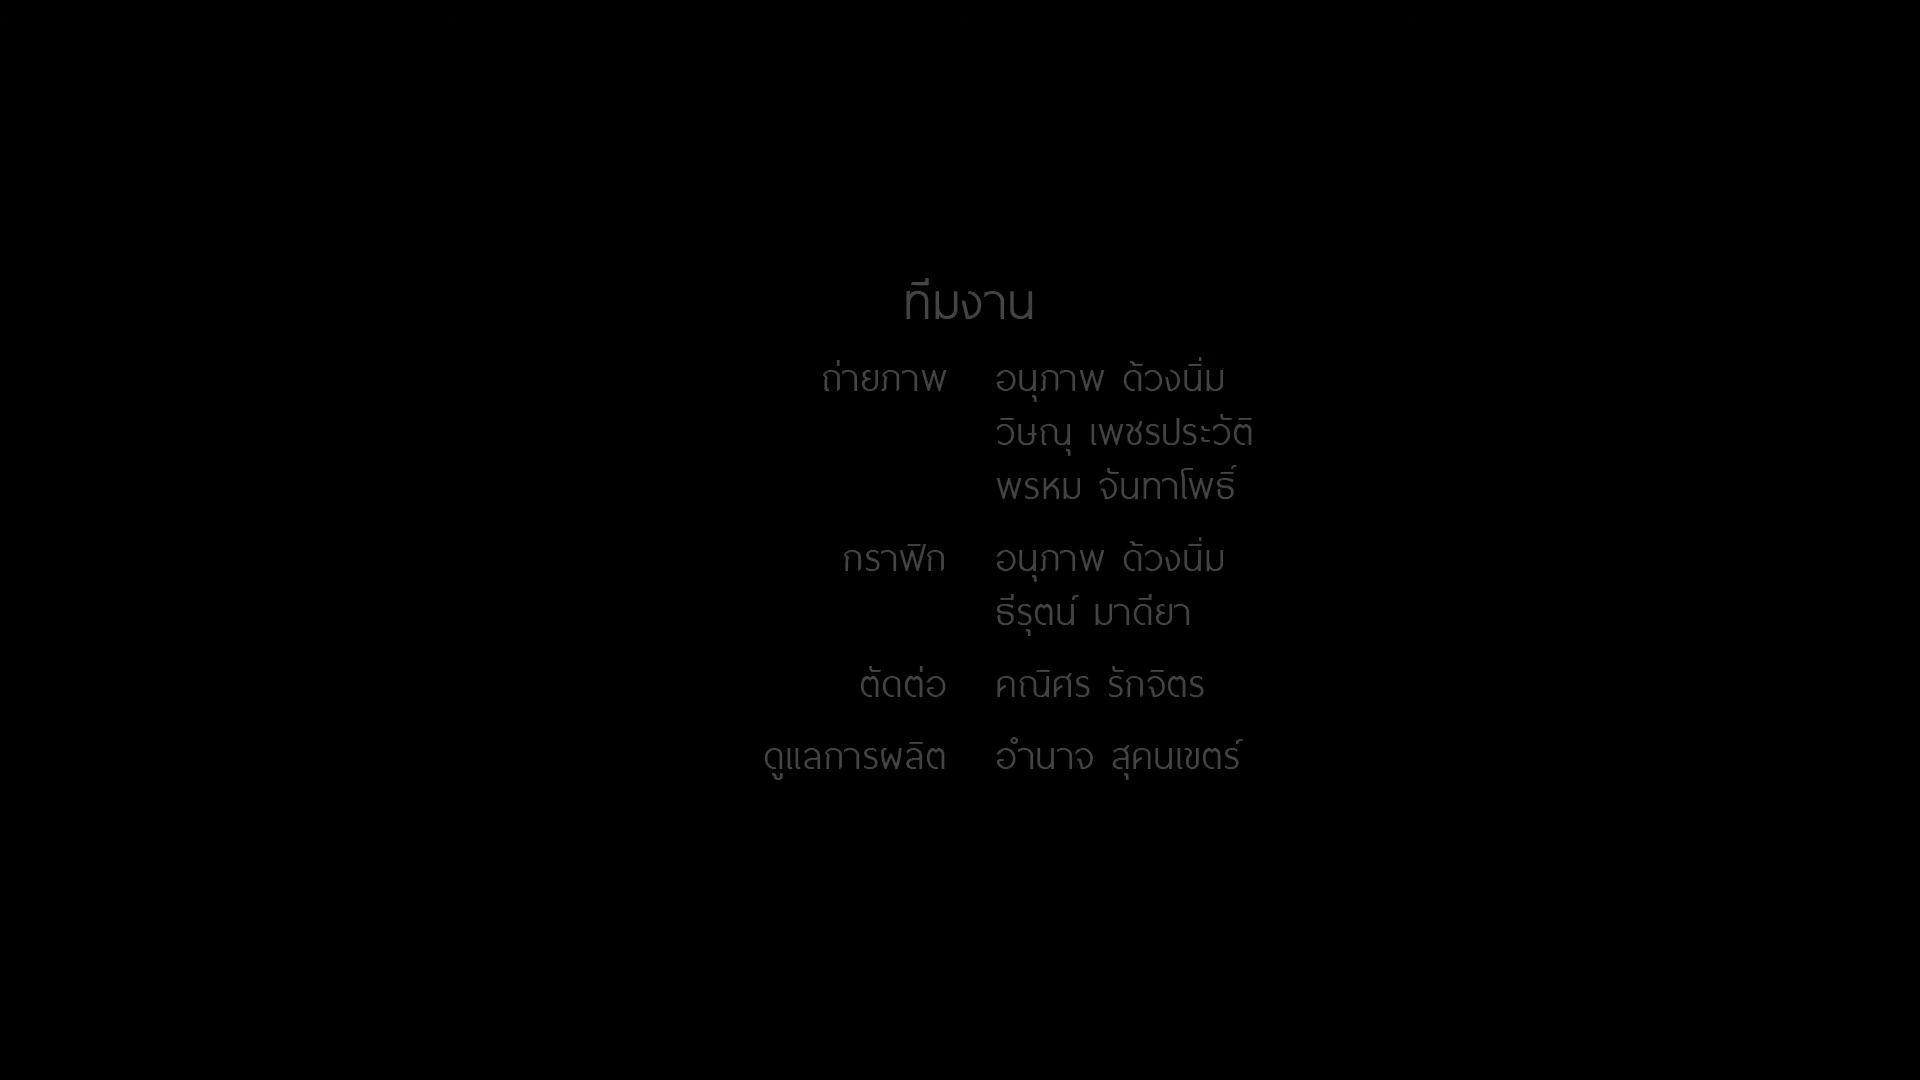 ทีมงาน
ถ่ายภาพ อนุภาพ ด้วงนิ่ม
วิษณุ เพชรประวัติ
พรหม จันทาโพธิ์
กราฟิก อนุภาพ ด้วงนิ่ม
ธีรุตน์ มาดียา
ตัดต่อ คณิศร รักจิตร
ดูแลการผลิต อำนาจ สุคนเขตร์